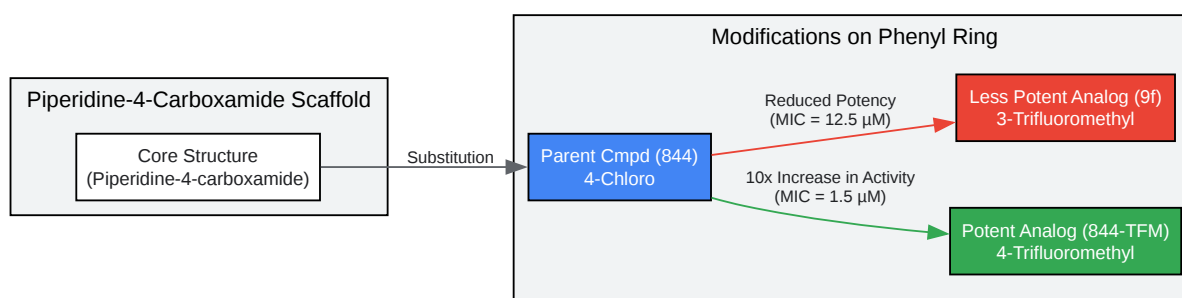 Piperidine-4-Carboxamide Scaffold
Core Structure
(Piperidine-4-carboxamide)
Substitution
Modifications on Phenyl Ring
Parent Cmpd (844)
4-Chloro
Reduced Potency
(MIC = 12.5 µM)
Less Potent Analog (9f)
3-Trifluoromethyl
10x Increase in Activity
(MIC = 1.5 µM)
Potent Analog (844-TFM)
4-Trifluoromethyl